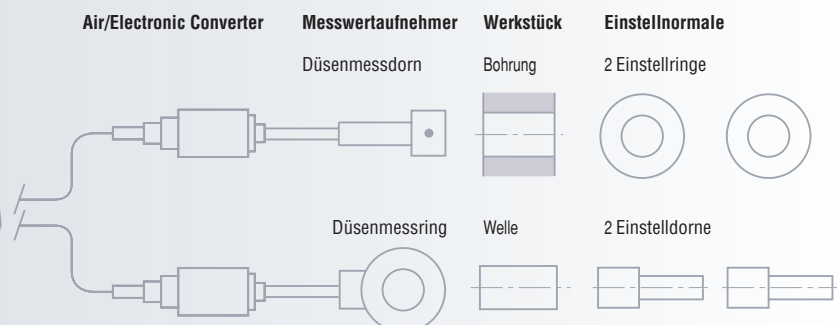 Air/Electronic Converter Messwertaufnehmer Werkstück Einstellnormale
Düsenmessdorn Bohrung 2 Einstellringe
Düsenmessring Welle 2 Einstelldorne